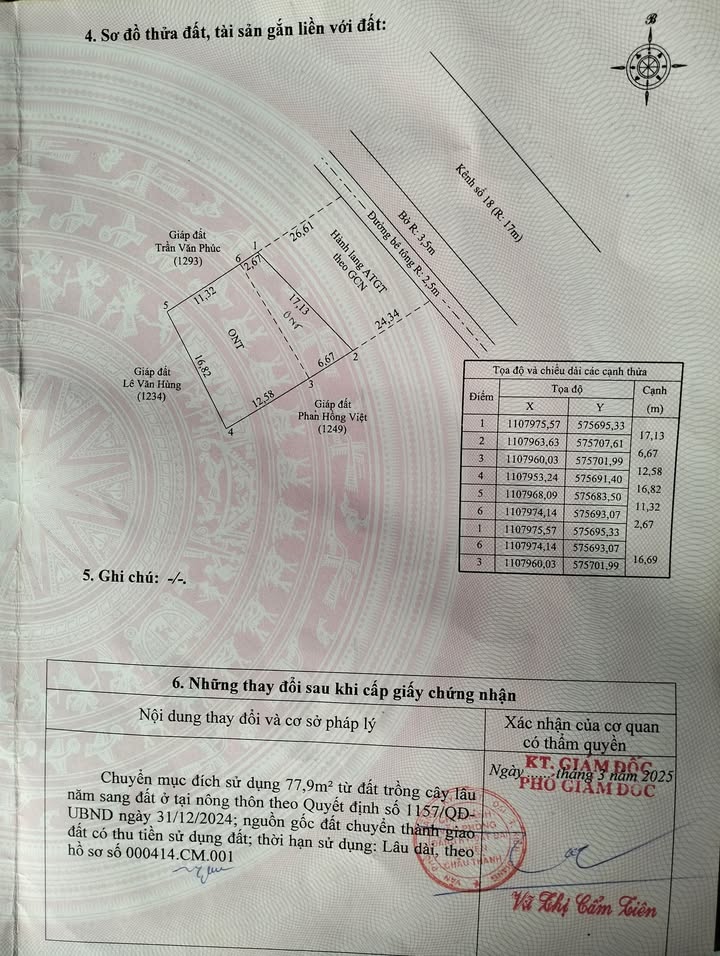 4. Sơ đồ thửa đất, tài sản gắn liền với đất:
B
Kênh số 18 (R: 17m)
Bờ R: 3,5m
Đường bê tông R: 2,5m
Hành lang ATGT
theo GCN
26,61
24,34
Giáp đất
Trần Văn Phúc
(1293)
6
1
2,67
11,32
17,13
5
ONT
16,82
6,67
2
3
12,58
4
Giáp đất
Lê Văn Hùng
(1234)
Giáp đất
Phan Hồng Việt
(1249)
Tọa độ và chiều dài các cạnh thửa
Điểm Tọa độ Cạnh
X Y (m)
1 1107975,57 575695,33
17,13
2 1107963,63 575707,61
6,67
3 1107960,03 575701,99
12,58
4 1107953,24 575691,40
16,82
5 1107968,09 575683,50
11,32
6 1107974,14 575693,07
2,67
1 1107975,57 575695,33
6 1107974,14 575693,07
16,69
3 1107960,03 575701,99
5. Ghi chú: -/-.
6. Những thay đổi sau khi cấp giấy chứng nhận
Nội dung thay đổi và cơ sở pháp lý
Xác nhận của cơ quan
có thẩm quyền
Ngày ......tháng 3 năm 2025
KT. GIÁM ĐỐC
PHÓ GIÁM ĐỐC
Chuyển mục đích sử dụng 77,9m² từ đất trồng cây lâu
năm sang đất ở tại nông thôn theo Quyết định số 1157/QĐ-
UBND ngày 31/12/2024; nguồn gốc đất chuyển thành giao
đất có thu tiền sử dụng đất; thời hạn sử dụng: Lâu dài, theo
hồ sơ số 000414.CM.001
CHÂU THÀNH
Võ Thị Cẩm Tiên